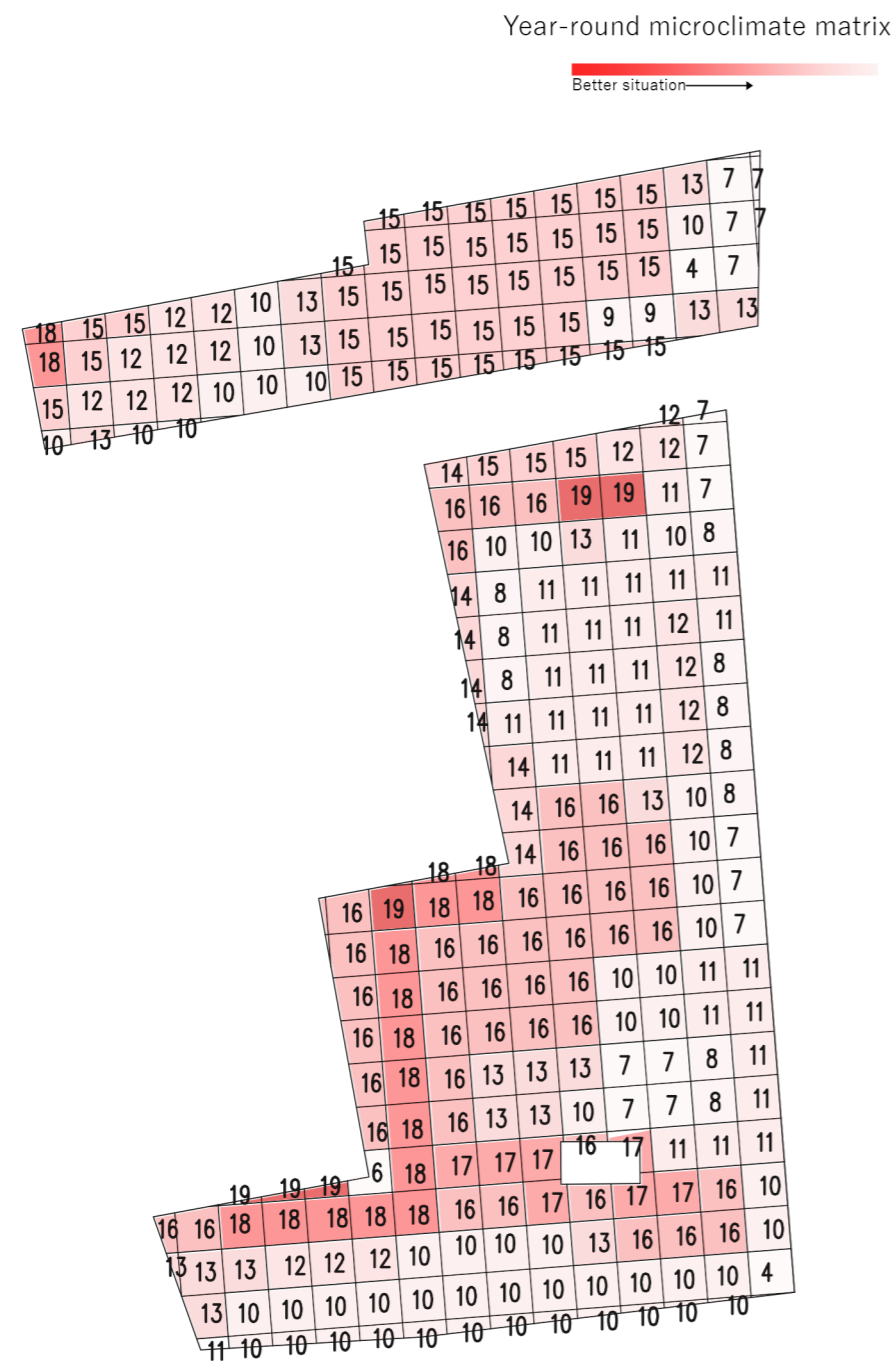 Year-round microclimate matrix
Better situation
15 15 15 15 15 15 15 13 7 7
15 15 15 15 15 15 15 10 7 7
15 15 15 15 15 15 15 15 4 7
18 15 15 12 12 10 13 15 15 15 15 15 15 9 9 13 13
18 15 12 12 12 10 13 15 15 15 15 15 15 15 15
15 12 12 12 10 10 10
10 13 10 10
12 7
14 15 15 15 12 12 7
16 16 16 19 19 11 7
16 10 10 13 11 10 8
14 8 11 11 11 11 11
14 8 11 11 11 12 11
14 8 11 11 11 12 8
14 11 11 11 11 12 8
14 11 11 11 12 8
14 16 16 13 10 8
14 16 16 16 10 7
18 18
16 19 18 18 16 16 16 16 10 7
16 18 16 16 16 16 16 16 10 7
16 18 16 16 16 16 10 10 11 11
16 18 16 16 16 16 10 10 11 11
16 18 16 13 13 13 7 7 8 11
16 18 16 13 13 10 7 7 8 11
6 18 17 17 17 16 17 11 11 11
19 19 19
16 16 18 18 18 18 18 16 16 17 16 17 17 16 10
13 13 13 12 12 12 10 10 10 10 13 16 16 16 10
13 10 10 10 10 10 10 10 10 10 10 10 10 4
11 10 10 10 10 10 10 10 10 10 10 10 10